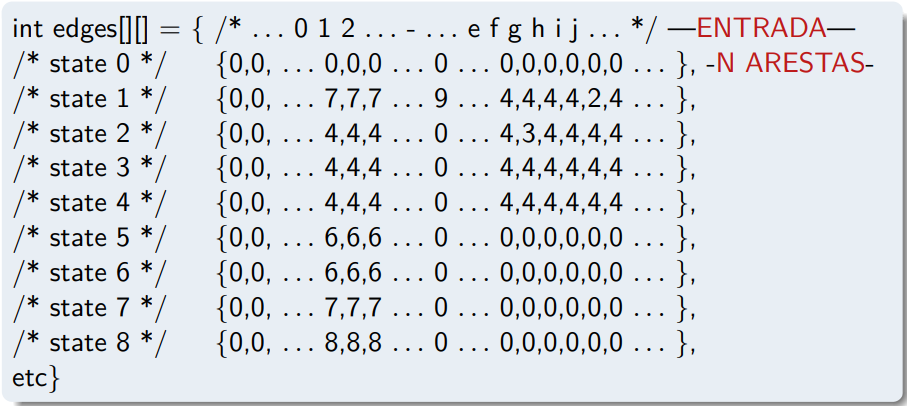 int edges[][] = { /* … 0 1 2 … - … e f g h i j … */ —ENTRADA—
/* state 0 */ {0,0, … 0,0,0 … 0 … 0,0,0,0,0,0 … }, -N ARESTAS-
/* state 1 */ {0,0, … 7,7,7 … 9 … 4,4,4,4,2,4 … },
/* state 2 */ {0,0, … 4,4,4 … 0 … 4,3,4,4,4,4 … },
/* state 3 */ {0,0, … 4,4,4 … 0 … 4,4,4,4,4,4 … },
/* state 4 */ {0,0, … 4,4,4 … 0 … 4,4,4,4,4,4 … },
/* state 5 */ {0,0, … 6,6,6 … 0 … 0,0,0,0,0,0 … },
/* state 6 */ {0,0, … 6,6,6 … 0 … 0,0,0,0,0,0 … },
/* state 7 */ {0,0, … 7,7,7 … 0 … 0,0,0,0,0,0 … },
/* state 8 */ {0,0, … 8,8,8 … 0 … 0,0,0,0,0,0 … },
etc}